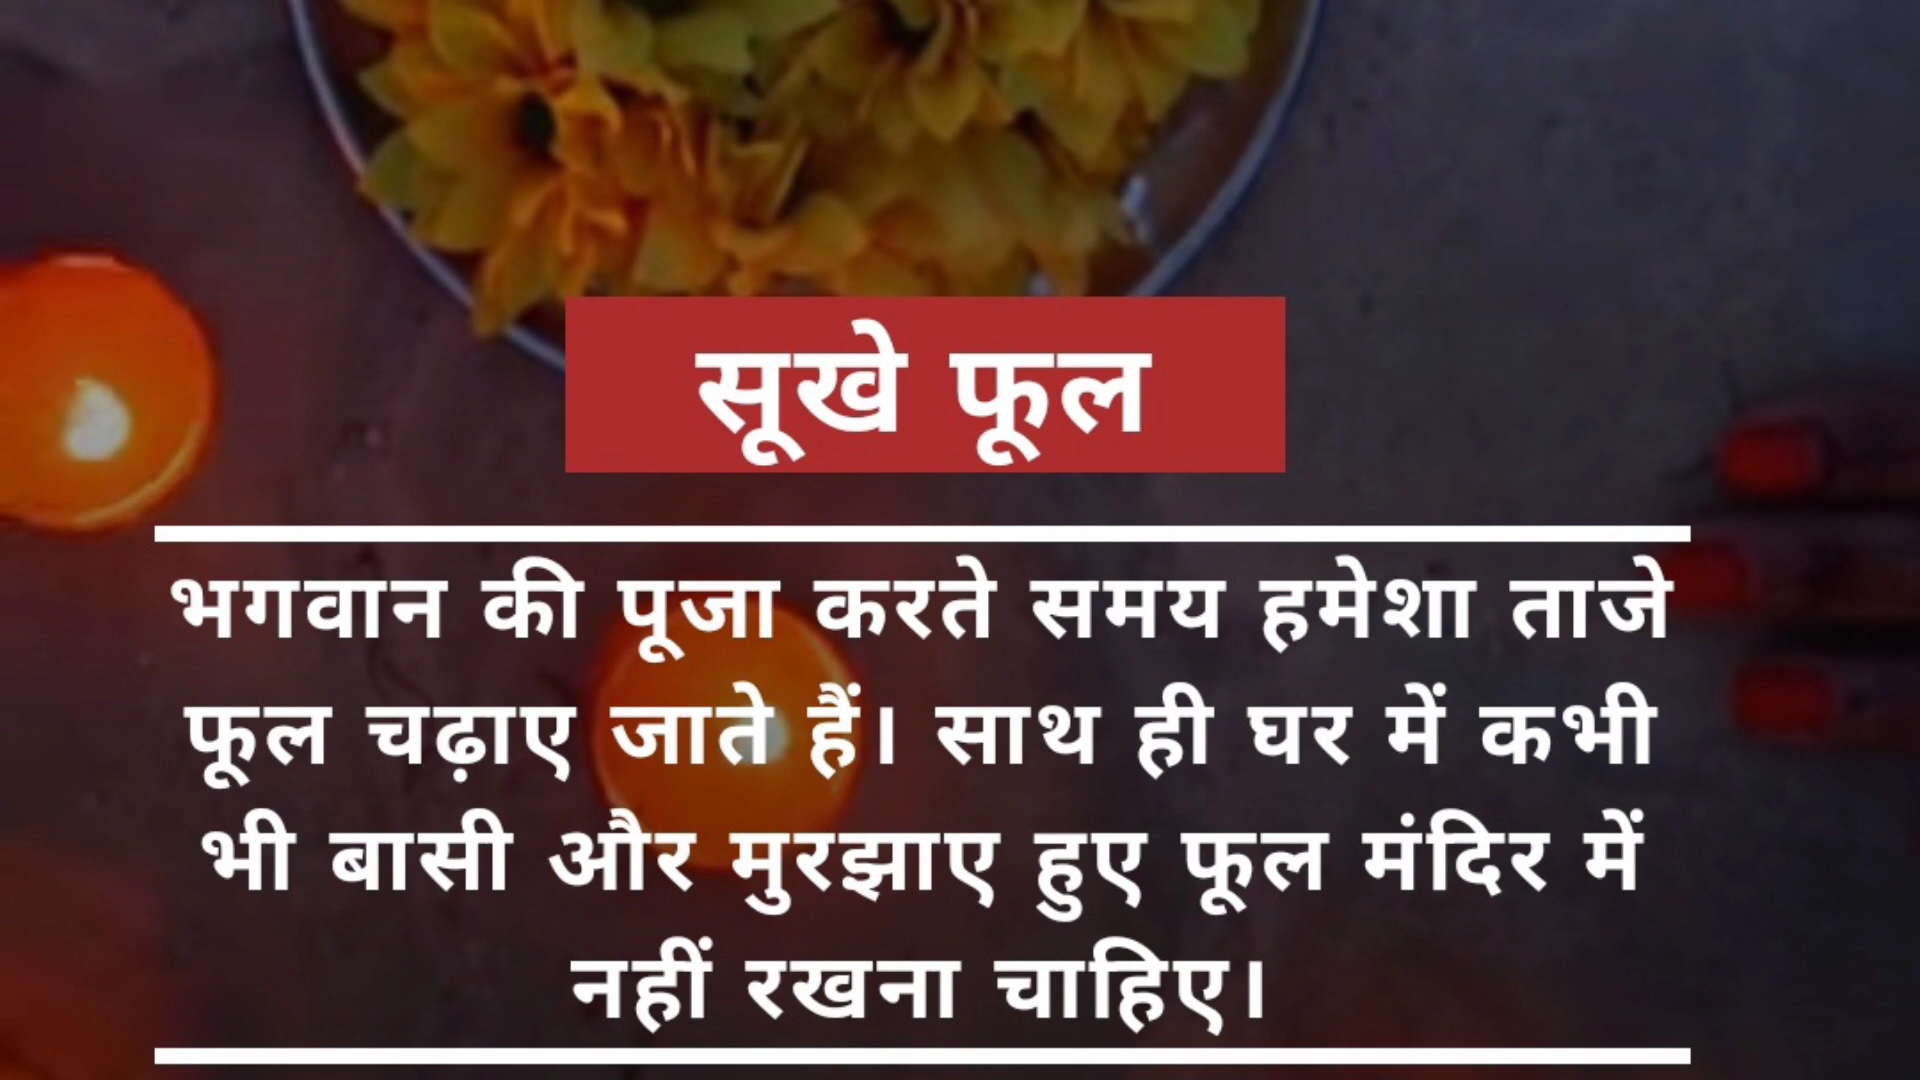 सूखे फूल
भगवान की पूजा करते समय हमेशा ताजे
फूल चढ़ाए जाते हैं। साथ ही घर में कभी
भी बासी और मुरझाए हुए फूल मंदिर में
नहीं रखना चाहिए।